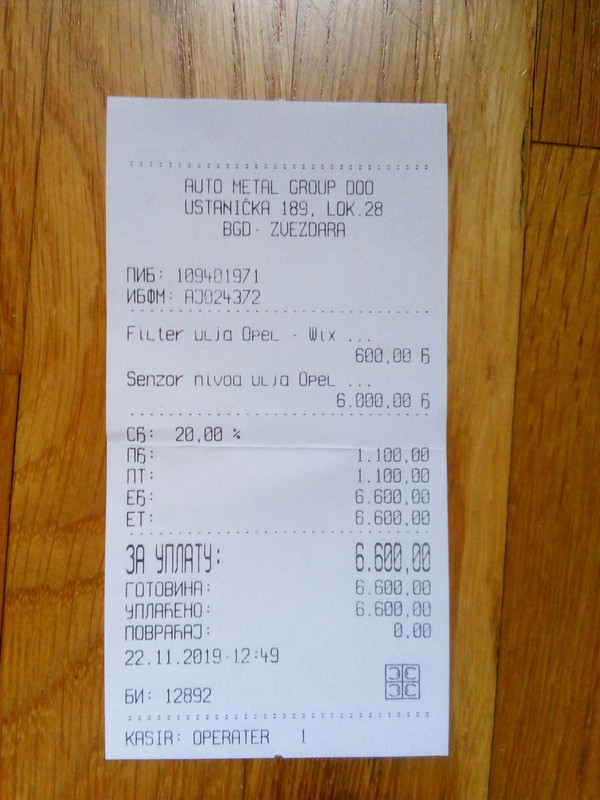 AUTO METAL GROUP DOO
USTANIČKA 189, LOK.28
BGD- ZVEZDARA
ПИБ: 109401971
ИБФМ: AJ024372
Filter ulja Opel - Wix ...
600,00 Ђ
Senzor nivoa ulja Opel ...
6.000,00 Ђ
СЂ: 20,00 %
ПЂ: 1.100,00
ПТ: 1.100,00
ЕЂ: 6.600,00
ЕТ: 6.600,00
ЗА УПЛАТУ: 6.600,00
ГОТОВИНА: 6.600,00
УПЛАЋЕНО: 6.600,00
ПОВРАЋАЈ: 0,00
22.11.2019-12:49
БИ: 12892
KASIR: OPERATER 1